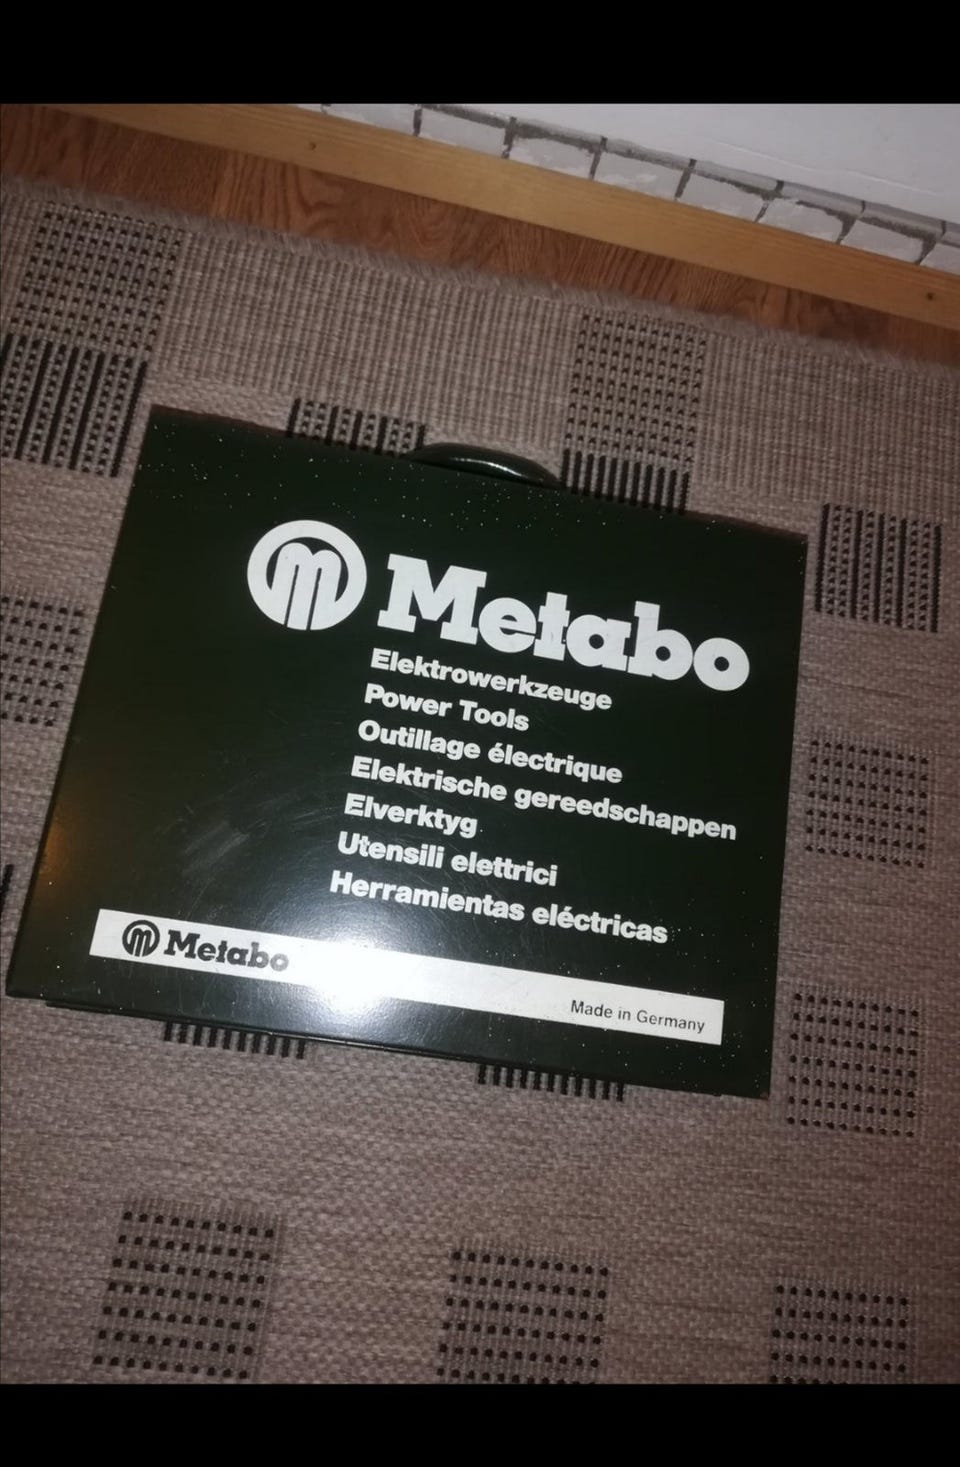 m Metabo
Elektrowerkzeuge
Power Tools
Outillage électrique
Elektrische gereedschappen
Elverktyg
Utensili elettrici
Herramientas eléctricas
m Metabo
Made in Germany